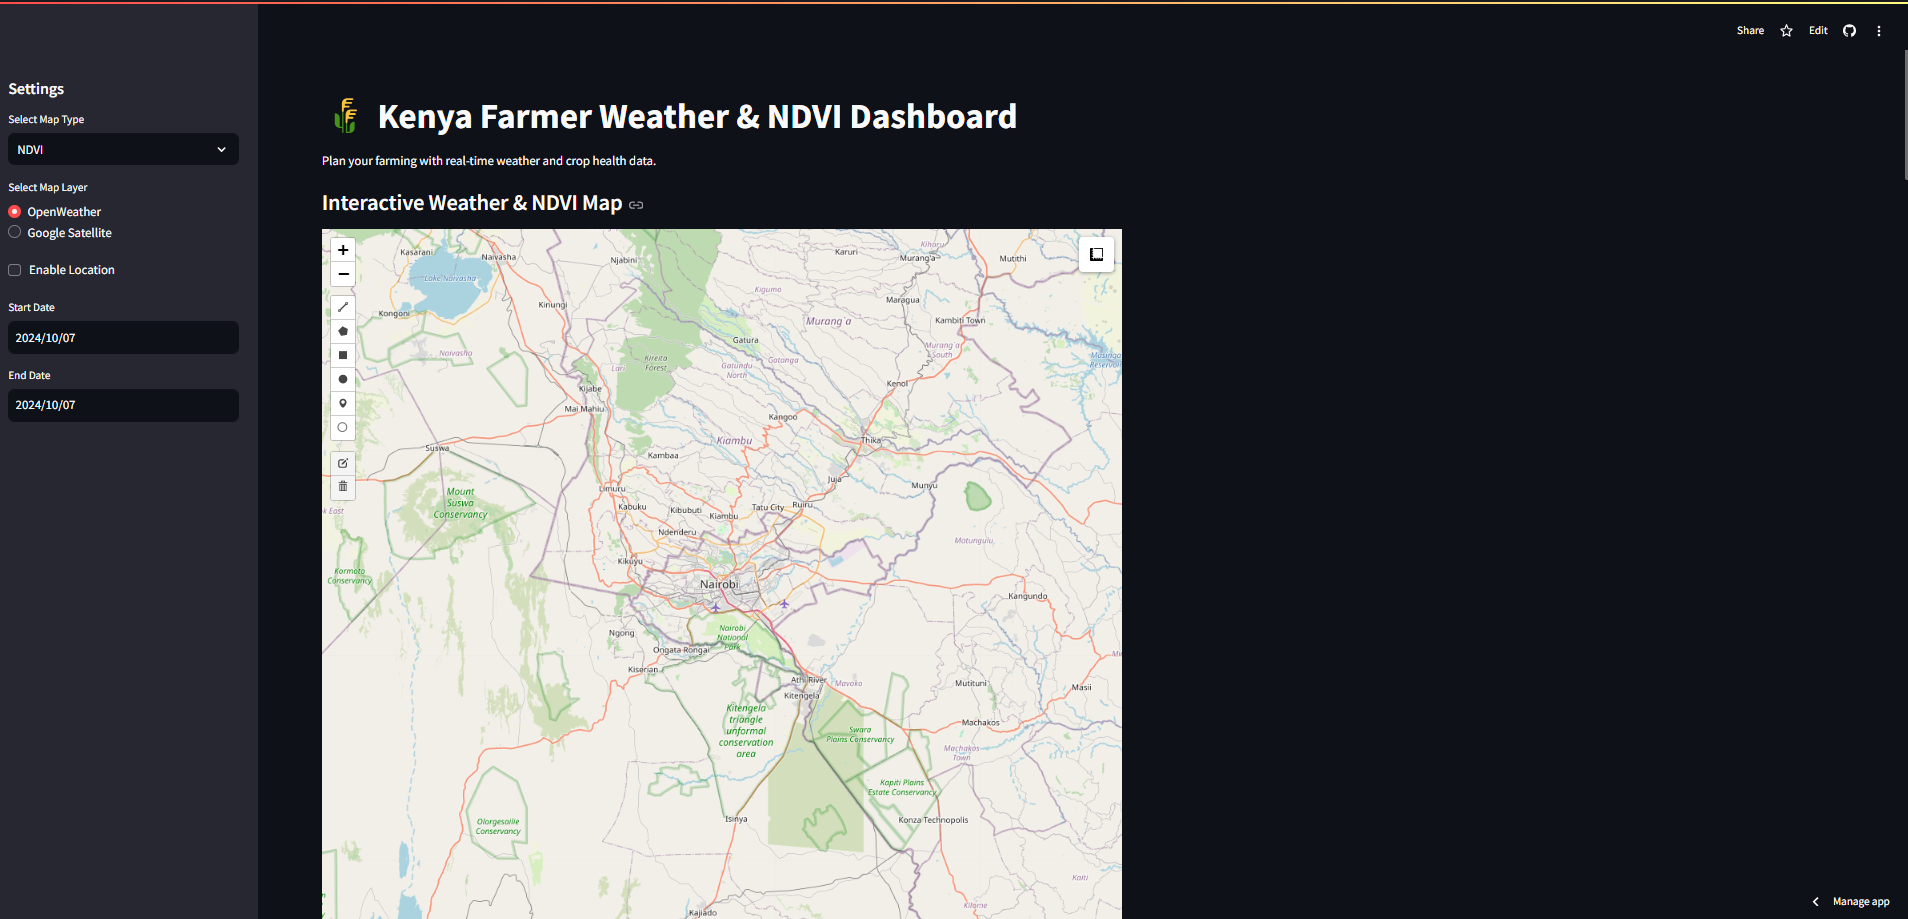 Share
Edit
Settings
Select Map Type
NDVI
Select Map Layer
OpenWeather
Google Satellite
Enable Location
Start Date
2024/10/07
End Date
2024/10/07
Kenya Farmer Weather & NDVI Dashboard
Plan your farming with real-time weather and crop health data.
Interactive Weather & NDVI Map
+
−
Kasarani
Naivasha
Njabini
Karuri
Kihoru
Murang'a
Mutithi
Lake Naivasha
Kigumo
Kinungi
Maragua
Kongoni
Murang'a
Kambiti Town
Gatura
Naivasha
Murang'a
South
Kireita
Forest
Lari
Gatanga
Gatundu
North
Masinga
Reservoir
Kijabe
Kenol
Mai Mahiu
Kangoo
Kiambu
Thika
Suswa
Kambaa
Juja
Munyu
Limuru
Mount
Suswa
Conservancy
k East
Kabuku
Kibubuti
Kiambu
Tatu City
Ruiru
Ndenderu
Matungulu
Kikuyu
Karmoto
Conservancy
Nairobi
Kangundo
Ngong
Nairobi
National
Park
Ongata Rongai
Kiserian
Athi River
Mavoko
Kitengela
Mutituni
Masii
Kitengela
triangle
unformal
conservation
area
Machakos
Swara
Plains Conservancy
Machakos
Town
Kapiti Plains
Estate Conservancy
Isinya
Konza Technopolis
Olorgesailie
Conservancy
Kaiti
Kilome
Kajiado
Manage app